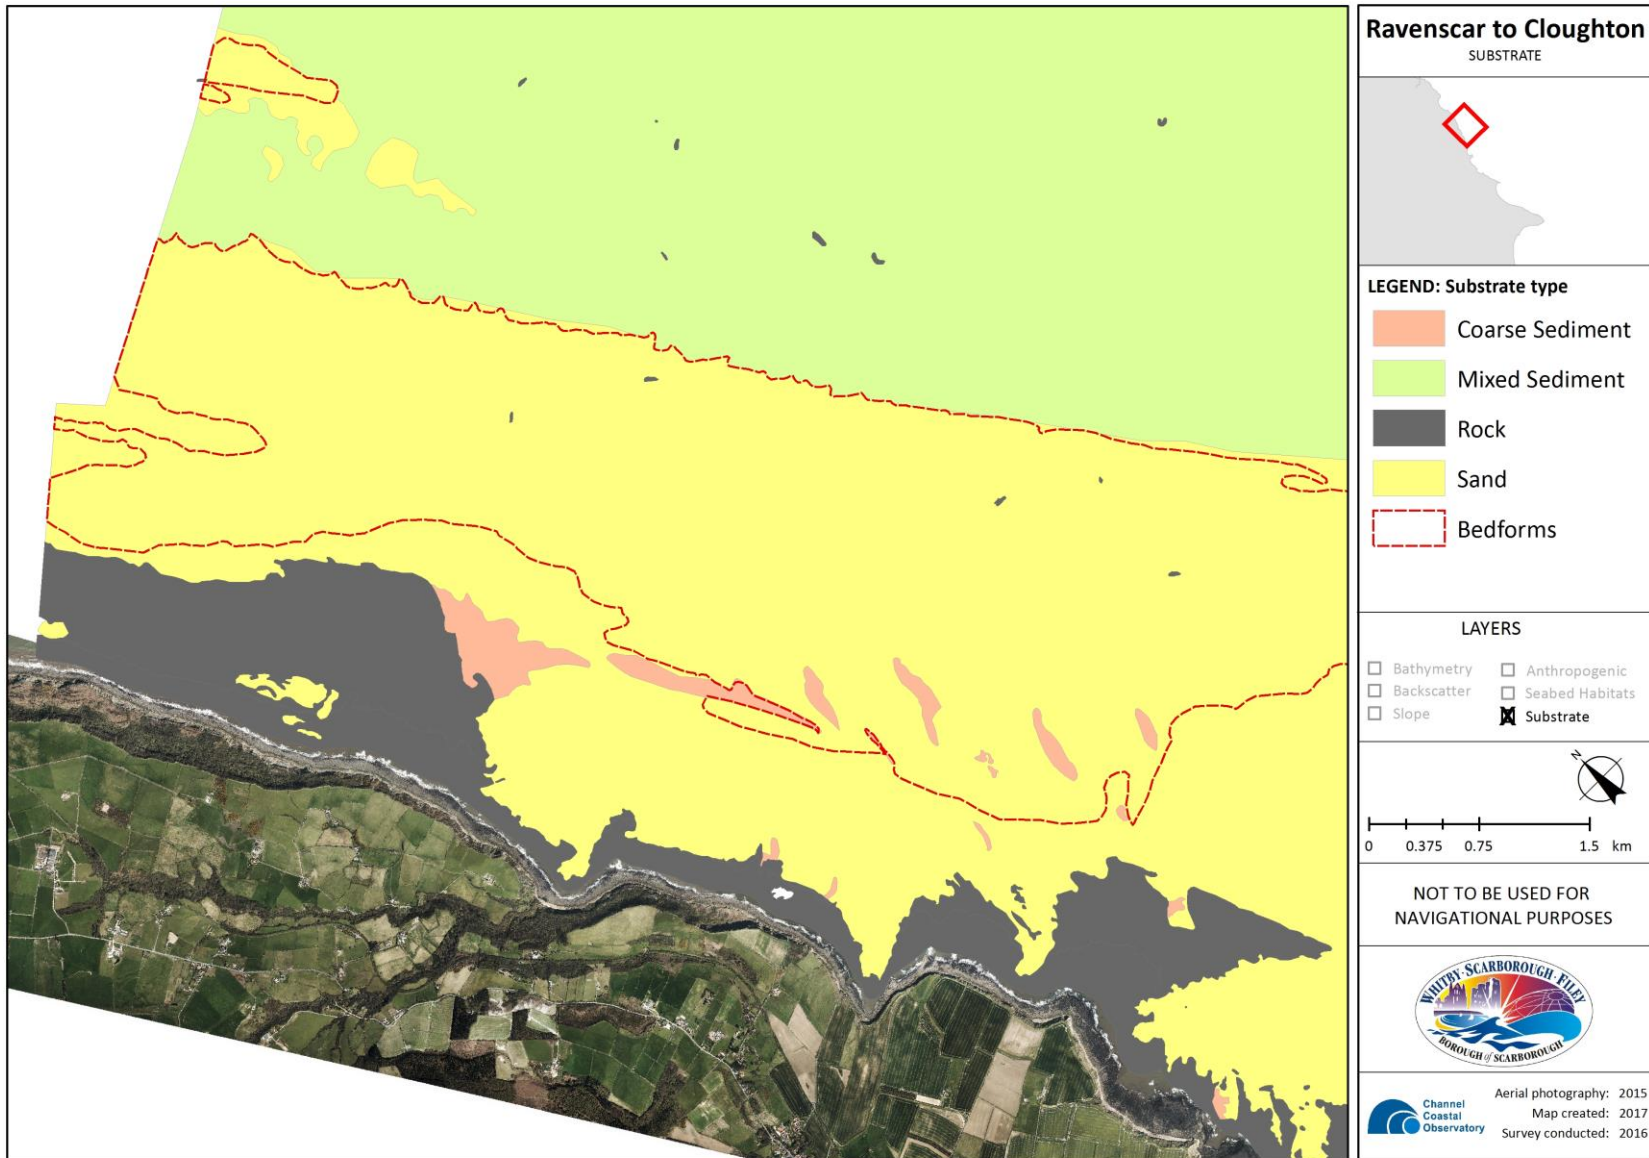 Ravenscar to Cloughton
SUBSTRATE
LEGEND: Substrate type
Coarse Sediment
Mixed Sediment
Rock
Sand
Bedforms
LAYERS
Bathymetry
Anthropogenic
Backscatter
Seabed Habitats
Slope
Substrate
N
0 0.375 0.75 1.5 km
NOT TO BE USED FOR
NAVIGATIONAL PURPOSES
WHITBY·SCARBOROUGH·FILEY
BOROUGH of SCARBOROUGH
Channel
Coastal
Observatory
Aerial photography: 2015
Map created: 2017
Survey conducted: 2016